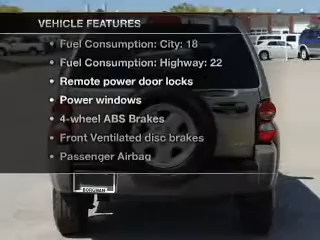 VEHICLE FEATURES
Fuel Consumption: City: 18
Fuel Consumption: Highway: 22
Remote power door locks
Power windows
4-wheel ABS Brakes
Front Ventilated disc brakes
Passenger Airbag